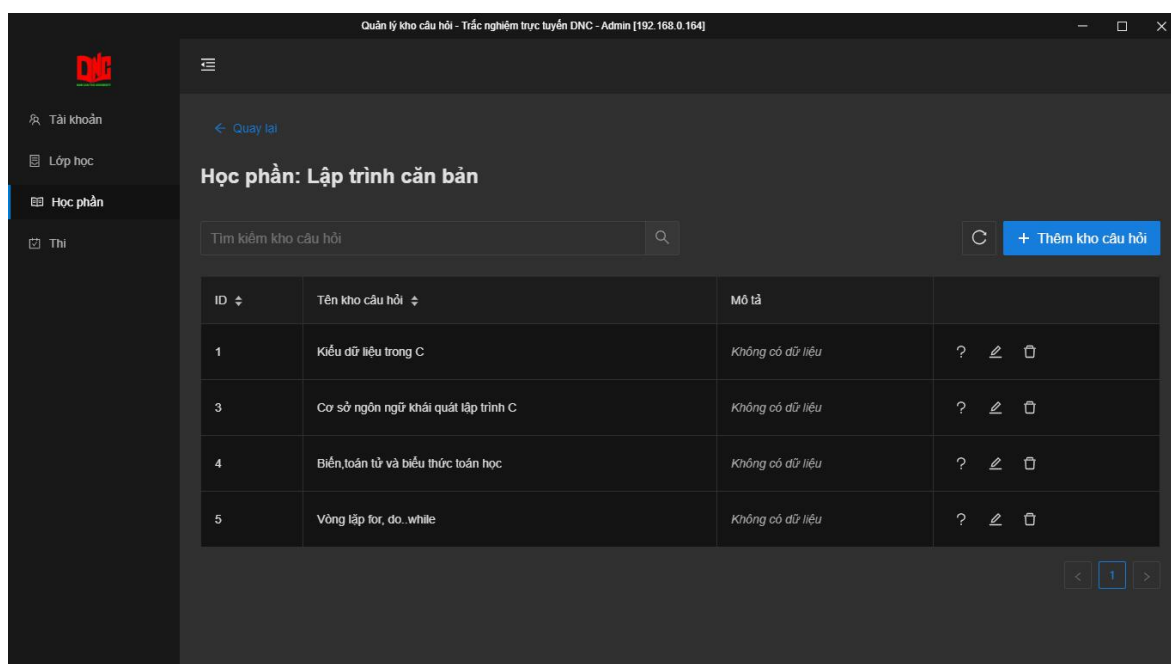 Quản lý kho câu hỏi - Trắc nghiệm trực tuyến DNC - Admin [192.168.0.164]
DNC
Tài khoản
Lớp học
Học phần
Thi
Quay lại
Học phần: Lập trình căn bản
Tìm kiếm kho câu hỏi
+ Thêm kho câu hỏi
ID Tên kho câu hỏi Mô tả
1 Kiểu dữ liệu trong C Không có dữ liệu ?
3 Cơ sở ngôn ngữ khái quát lập trình C Không có dữ liệu ?
4 Biến,toán tử và biểu thức toán học Không có dữ liệu ?
5 Vòng lặp for, do..while Không có dữ liệu ?
< 1 >